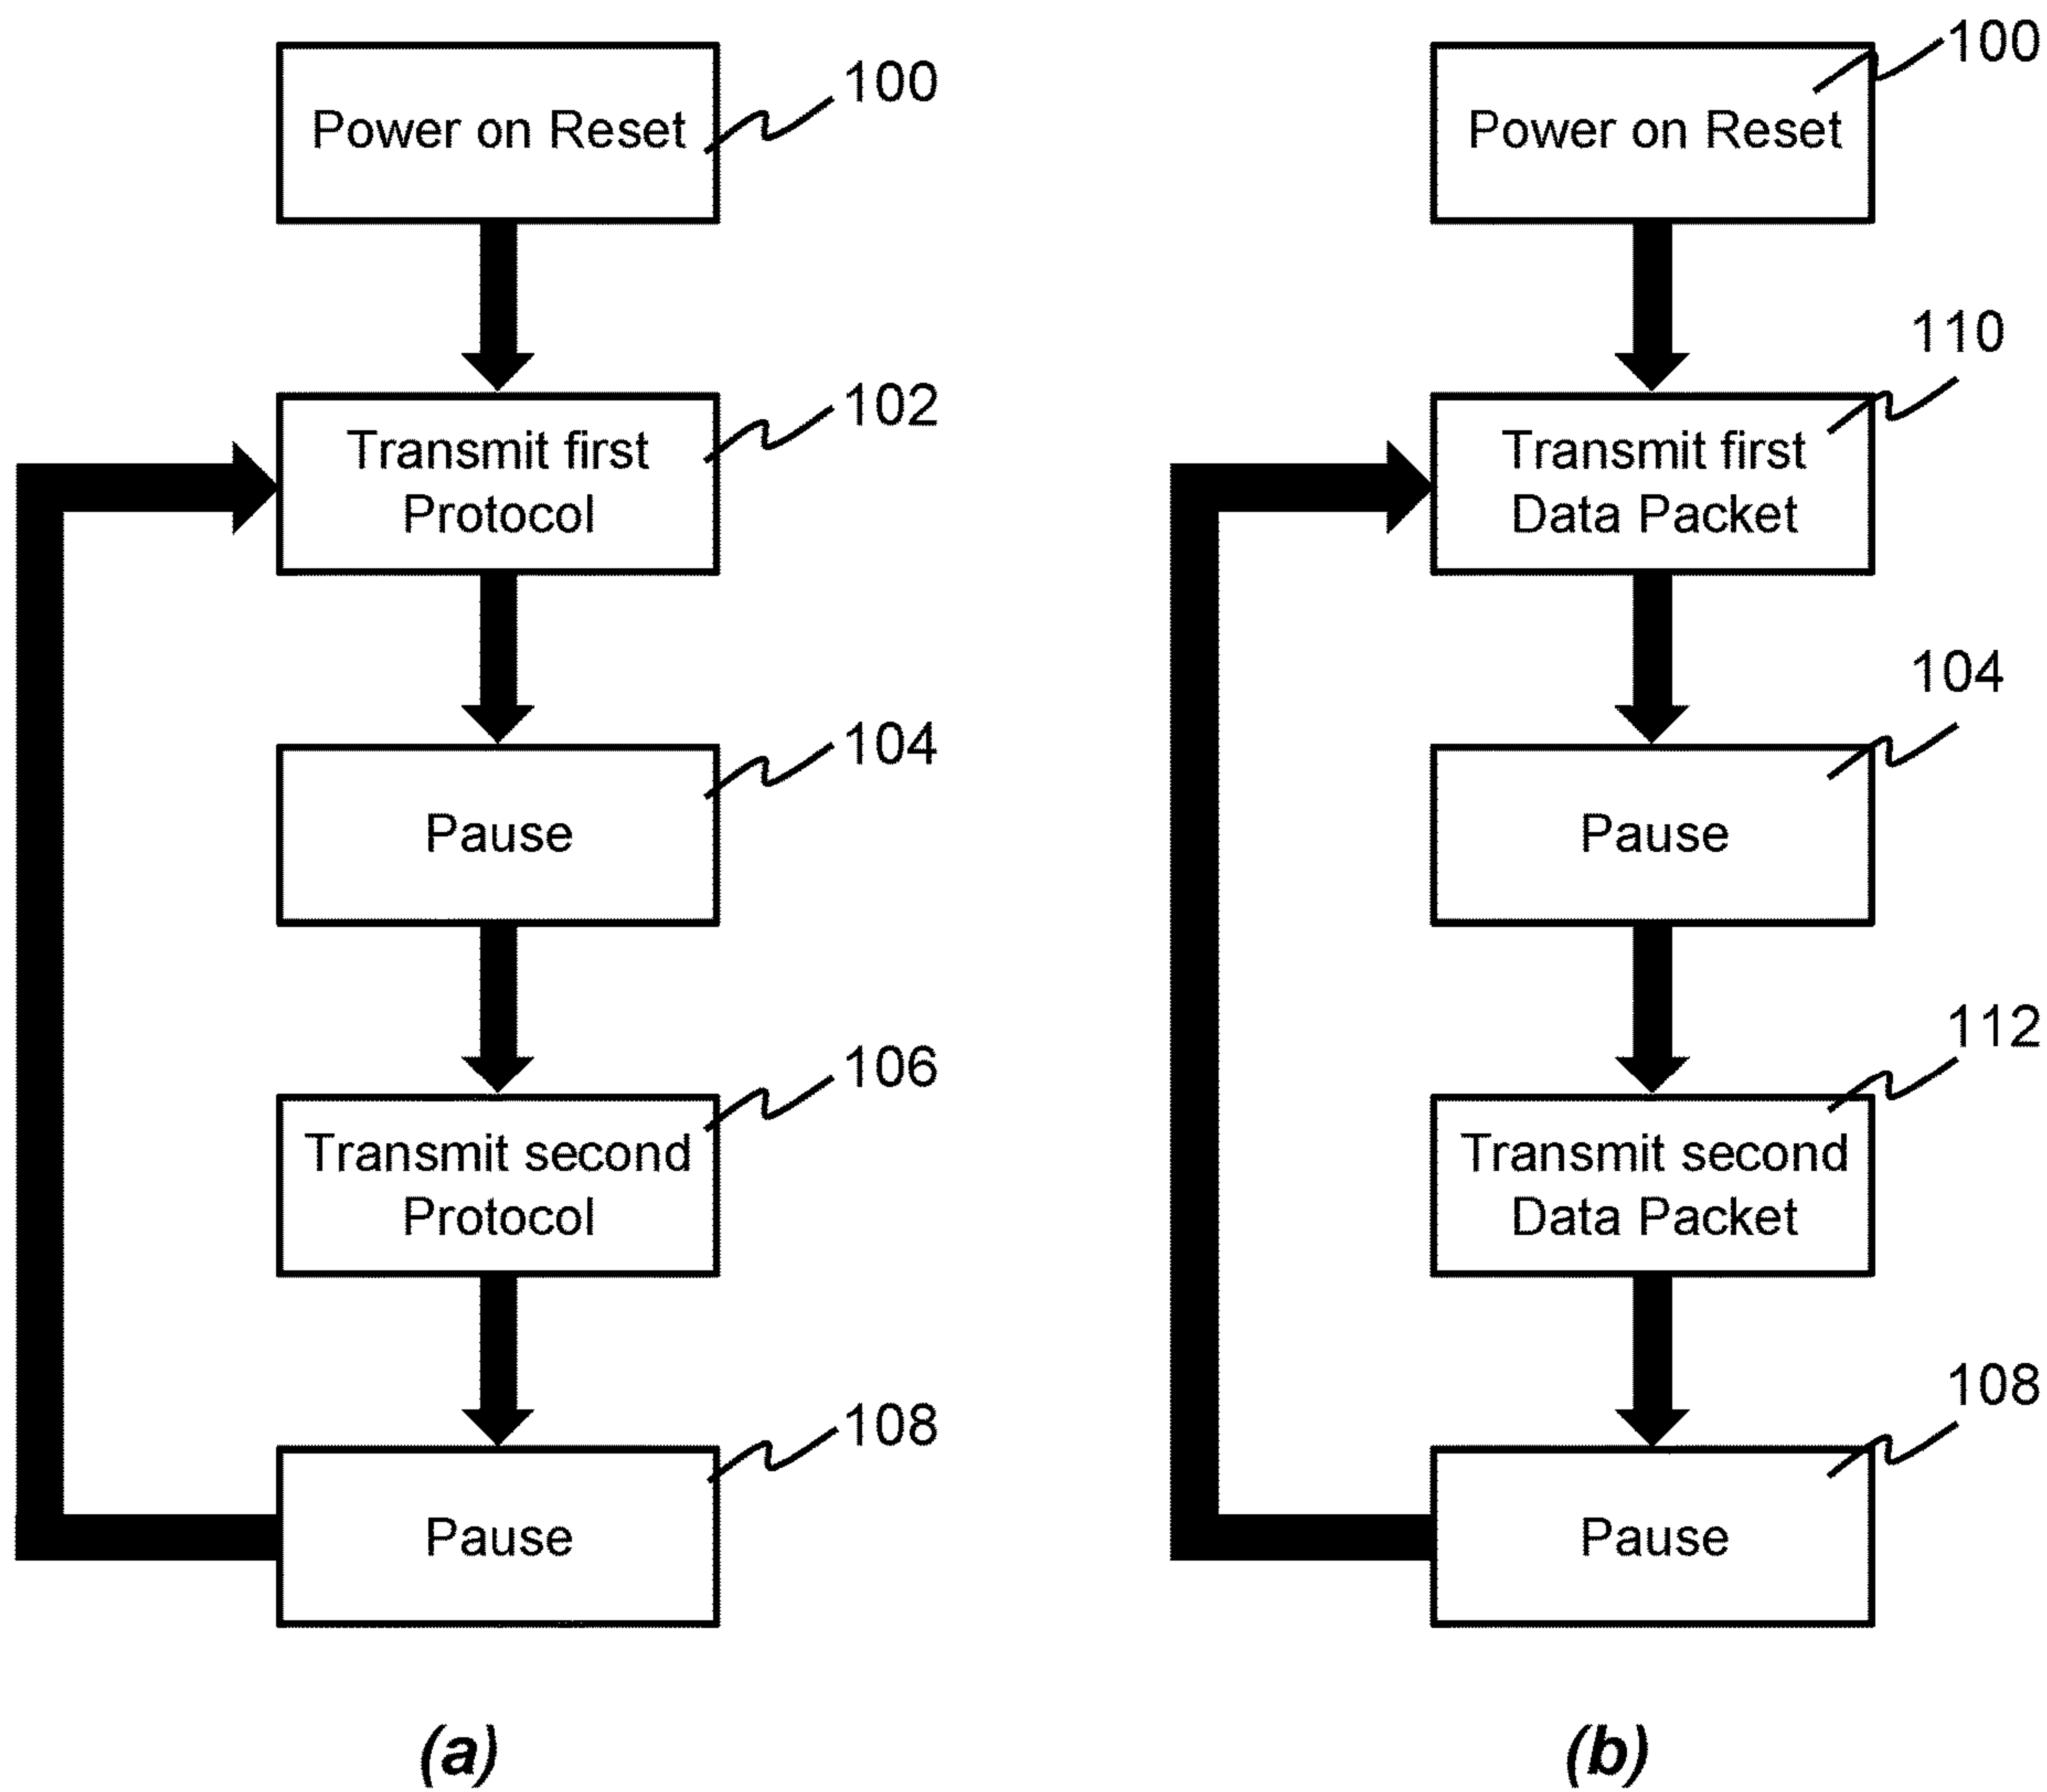 Power on Reset
100
Transmit first
Protocol
102
Pause
104
Transmit second
Protocol
106
Pause
108
(a)
Power on Reset
100
Transmit first
Data Packet
110
Pause
104
Transmit second
Data Packet
112
Pause
108
(b)